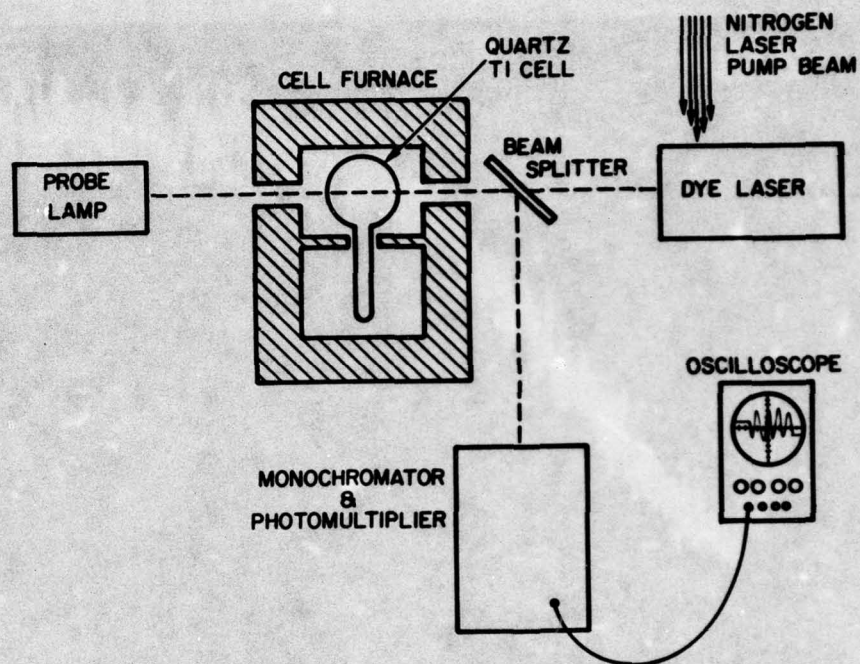 NITROGEN
LASER
PUMP BEAM
QUARTZ
Tl CELL
CELL FURNACE
BEAM
SPLITTER
PROBE
LAMP
DYE LASER
OSCILLOSCOPE
MONOCHROMATOR
&
PHOTOMULTIPLIER